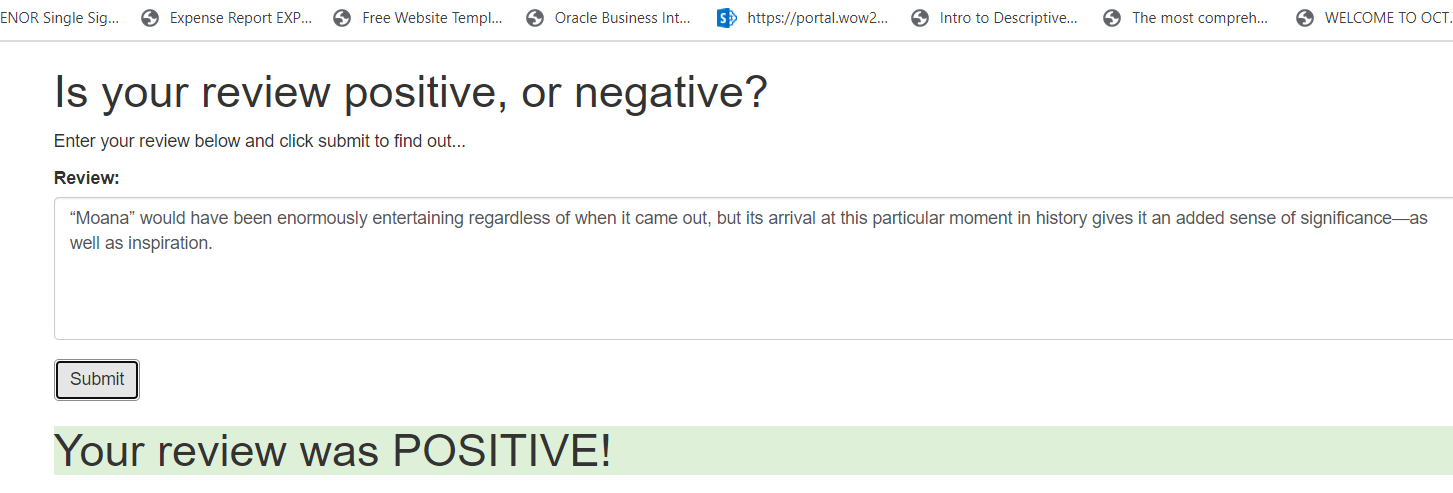 ENOR Single Sig... Expense Report EXP... Free Website Templ... Oracle Business Int... https://portal.wow2... Intro to Descriptive... The most compreh... WELCOME TO OCT.
Is your review positive, or negative?
Enter your review below and click submit to find out...
Review:
“Moana” would have been enormously entertaining regardless of when it came out, but its arrival at this particular moment in history gives it an added sense of significance—as
well as inspiration.
Submit
Your review was POSITIVE!